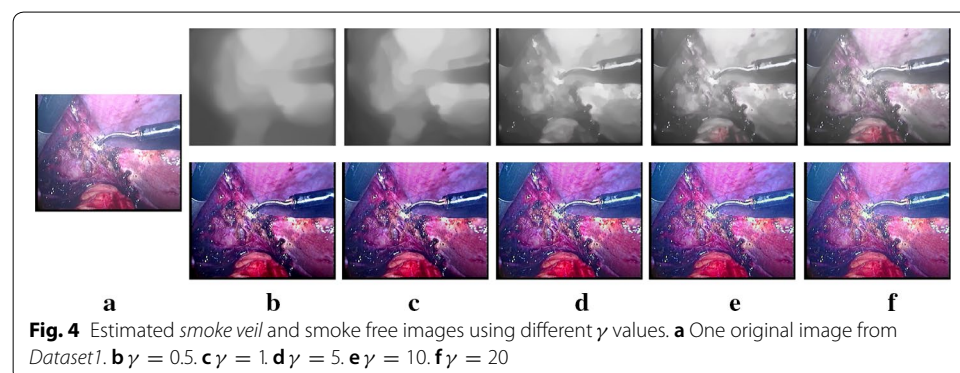 a b c d e f
Fig. 4 Estimated smoke veil and smoke free images using different γ values. a One original image from
Dataset1. b γ = 0.5. c γ = 1. d γ = 5. e γ = 10. f γ = 20